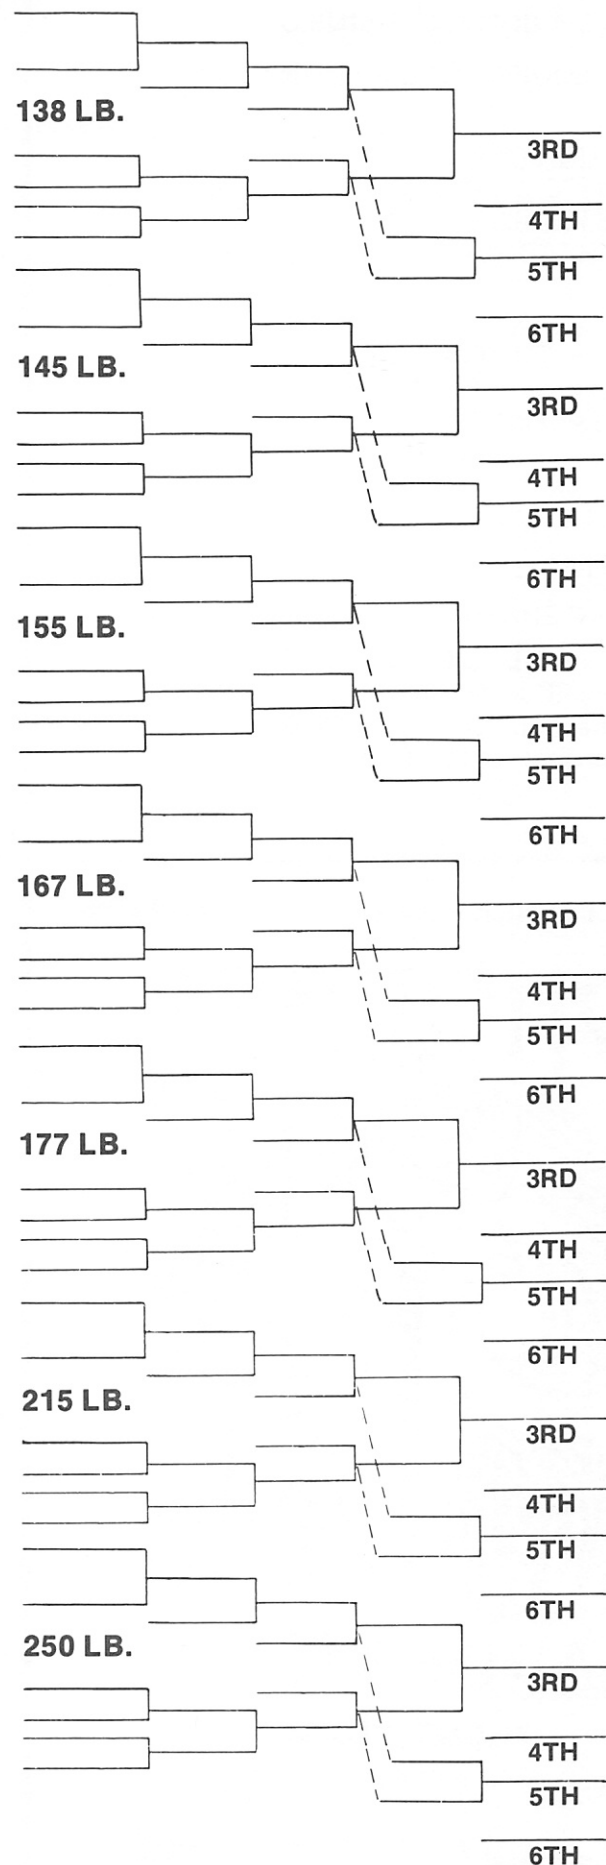 138 LB.
3RD
4TH
5TH
6TH
145 LB.
3RD
4TH
5TH
6TH
155 LB.
3RD
4TH
5TH
6TH
167 LB.
3RD
4TH
5TH
6TH
177 LB.
3RD
4TH
5TH
6TH
215 LB.
3RD
4TH
5TH
6TH
250 LB.
3RD
4TH
5TH
6TH